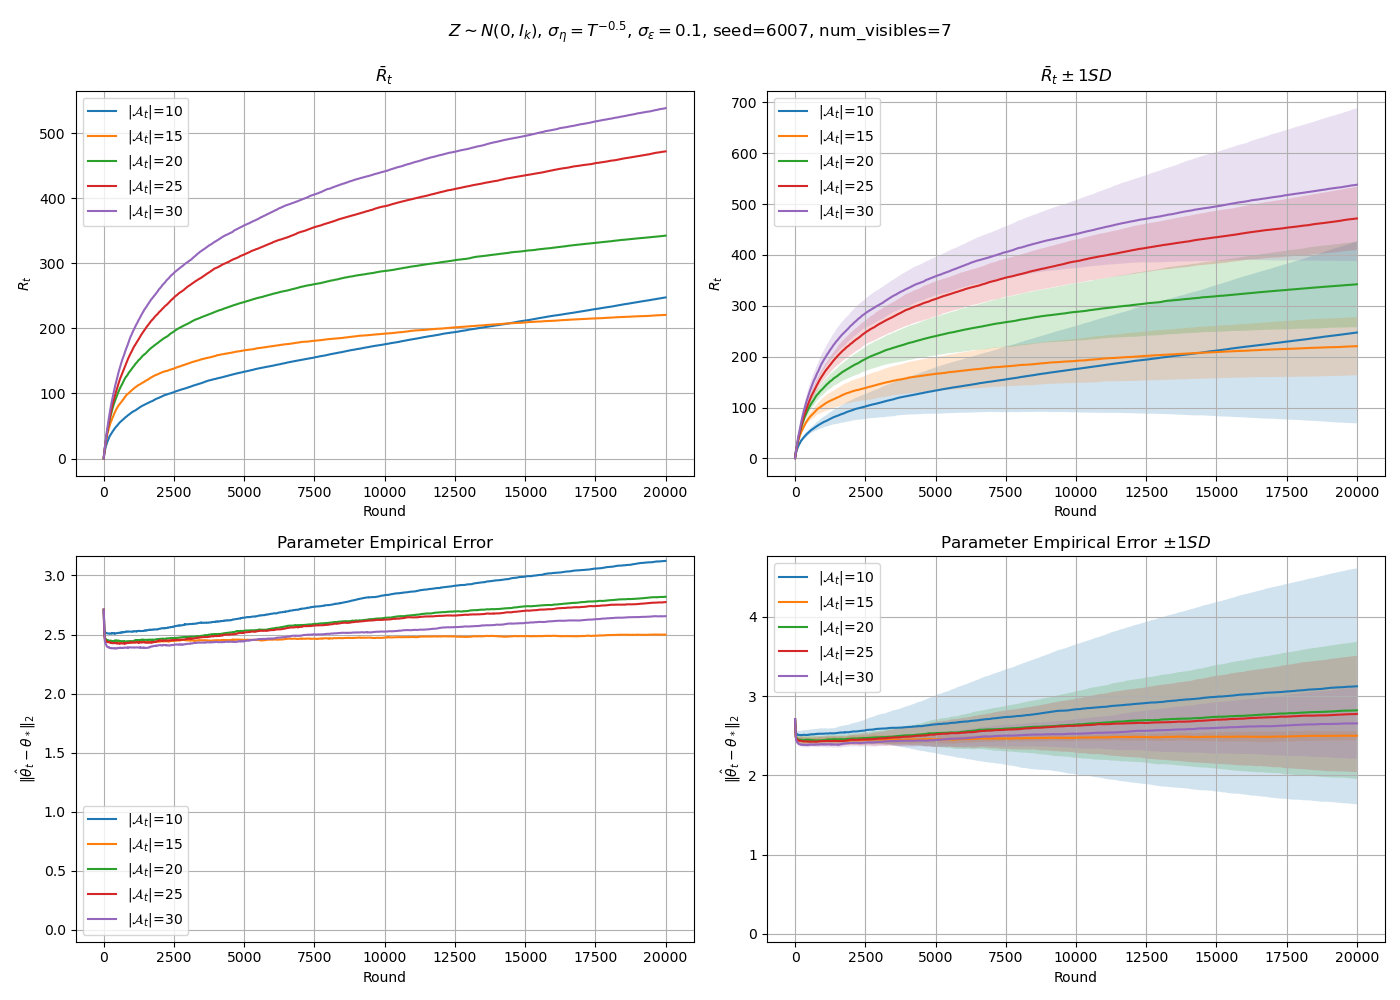 Z ∼ N(0, I_k), σ_η = T^{−0.5}, σ_ε = 0.1, seed=6007, num_visibles=7
R̄_t
|𝒜_t|=10
|𝒜_t|=15
|𝒜_t|=20
|𝒜_t|=25
|𝒜_t|=30
500
400
300
200
100
0
R_t
0 2500 5000 7500 10000 12500 15000 17500 20000
Round
R̄_t ± 1SD
|𝒜_t|=10
|𝒜_t|=15
|𝒜_t|=20
|𝒜_t|=25
|𝒜_t|=30
700
600
500
400
300
200
100
0
R_t
0 2500 5000 7500 10000 12500 15000 17500 20000
Round
Parameter Empirical Error
3.0
2.5
2.0
1.5
1.0
0.5
0.0
‖θ̂_t − θ_*‖_2
|𝒜_t|=10
|𝒜_t|=15
|𝒜_t|=20
|𝒜_t|=25
|𝒜_t|=30
0 2500 5000 7500 10000 12500 15000 17500 20000
Round
Parameter Empirical Error ±1SD
|𝒜_t|=10
|𝒜_t|=15
|𝒜_t|=20
|𝒜_t|=25
|𝒜_t|=30
4
3
2
1
0
‖θ̂_t − θ_*‖_2
0 2500 5000 7500 10000 12500 15000 17500 20000
Round